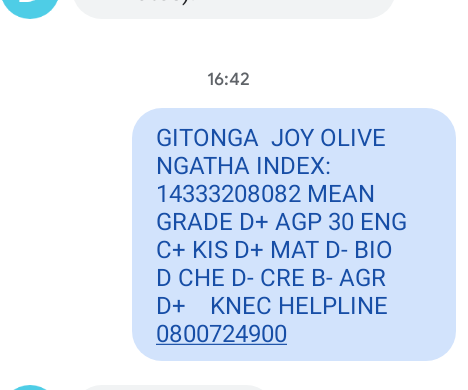 16:42
GITONGA  JOY OLIVE
NGATHA INDEX:
14333208082 MEAN
GRADE D+ AGP 30 ENG
C+ KIS D+ MAT D- BIO
D CHE D- CRE B- AGR
D+    KNEC HELPLINE
0800724900